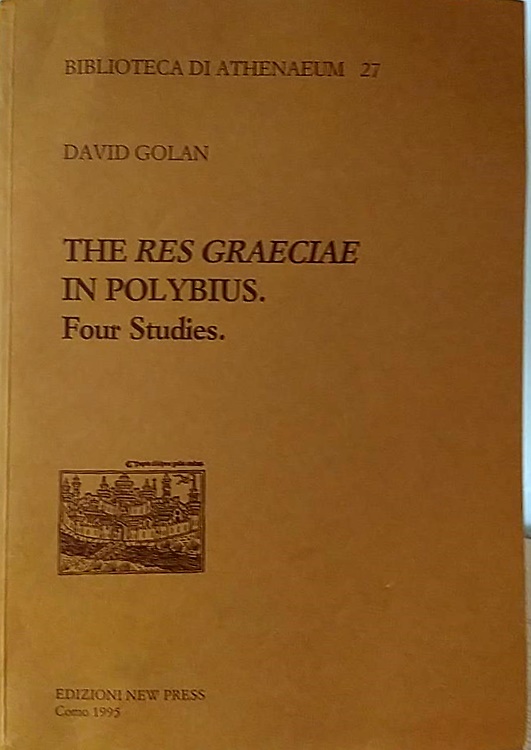 BIBLIOTECA DI ATHENAEUM 27
DAVID GOLAN
THE RES GRAECIAE
IN POLYBIUS.
Four Studies.
EDIZIONI NEW PRESS
Como 1995